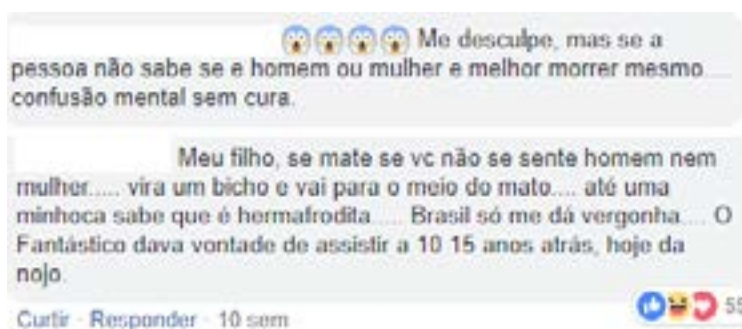 😱😱😱😱 Me desculpe, mas se a
pessoa não sabe se e homem ou mulher e melhor morrer mesmo....
confusão mental sem cura.
Meu filho, se mate se vc não se sente homem nem
mulher..... vira um bicho e vai para o meio do mato.... até uma
minhoca sabe que é hermafrodita..... Brasil só me dá vergonha.... O
Fantástico dava vontade de assistir a 10 15 anos atrás, hoje da
nojo.
Curtir · Responder · 10 sem
55